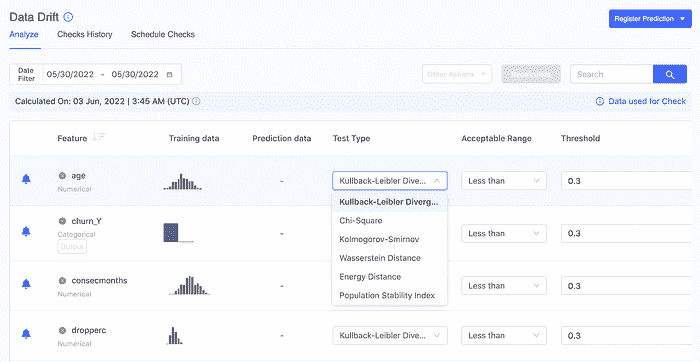 Data Drift
Register Prediction
Analyze Checks History Schedule Checks
Date Filter 05/30/2022 - 05/30/2022
Other Actions Recalculate Search
Calculated On: 03 Jun, 2022 | 3:45 AM (UTC) Data used for Check
Feature Training data Prediction data Test Type Acceptable Range Threshold
age - Kullback-Leibler Dive... Less than 0.3
Numerical
Kullback-Leibler Diverg...
churn_Y Chi-Square
Categorical - Kolmogorov-Smirnov Less than 0.3
Output
Wasserstein Distance
consecmonths Energy Distance
Numerical - Less than 0.3
Population Stability Index
dropperc - Kullback-Leibler Dive... Less than 0.3
Numerical